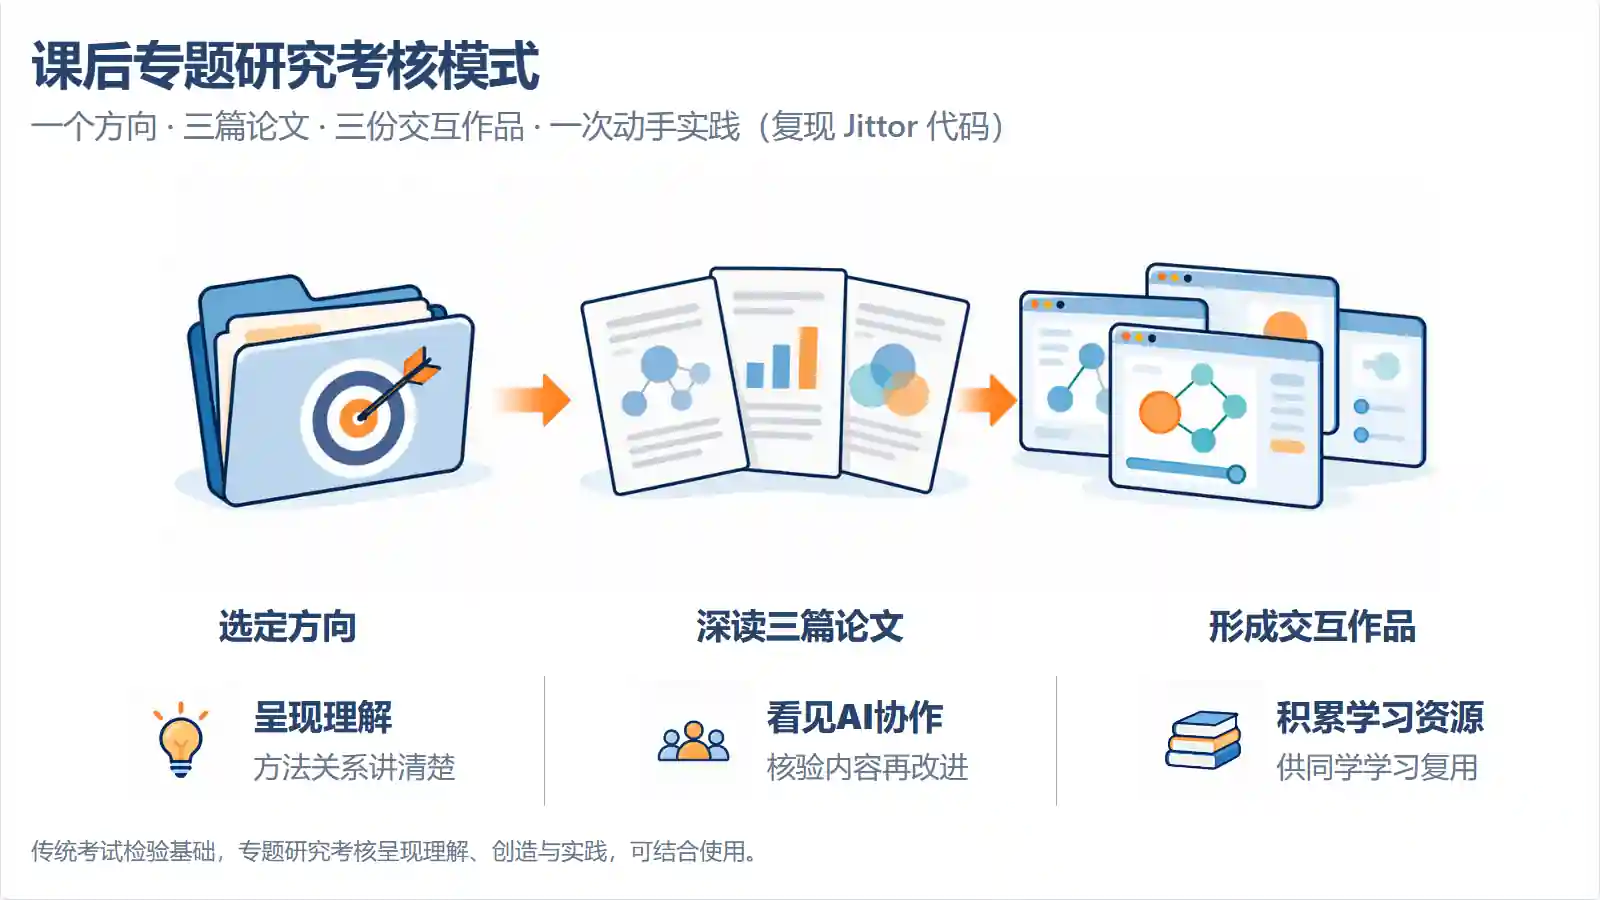 课后专题研究考核模式
一个方向 · 三篇论文 · 三份交互作品 · 一次动手实践（复现 Jittor 代码）
选定方向
深读三篇论文
形成交互作品
呈现理解
方法关系讲清楚
看见AI协作
核验内容再改进
积累学习资源
供同学学习复用
传统考试检验基础，专题研究考核呈现理解、创造与实践，可结合使用。